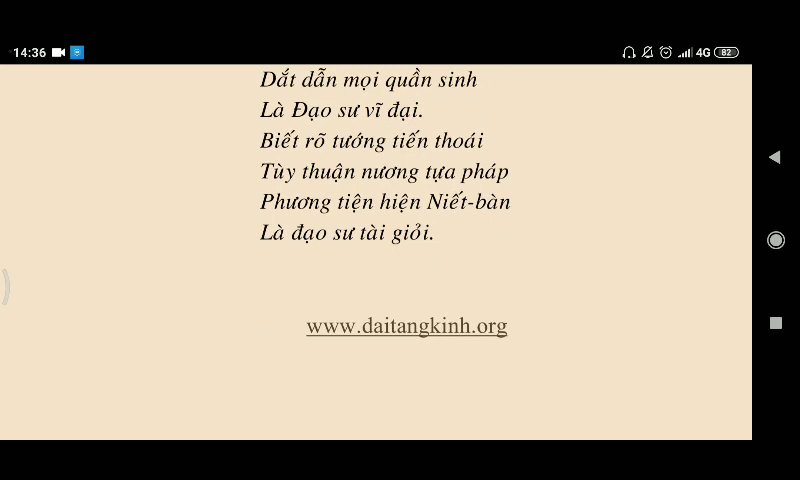 14:36 4G 82
Dắt dẫn mọi quần sinh
Là Đạo sư vĩ đại.
Biết rõ tướng tiến thoái
Tùy thuận nương tựa pháp
Phương tiện hiện Niết-bàn
Là đạo sư tài giỏi.
www.daitangkinh.org